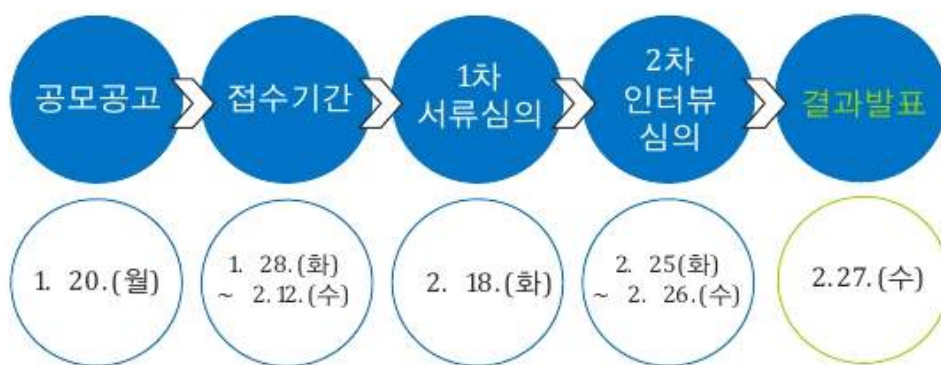 공모공고
접수기간
1차
서류심의
2차
인터뷰
심의
결과발표
1. 20.(월)
1. 28.(화)
~ 2.12.(수)
2. 18.(화)
2. 25(화)
~ 2. 26.(수)
2.27.(수)